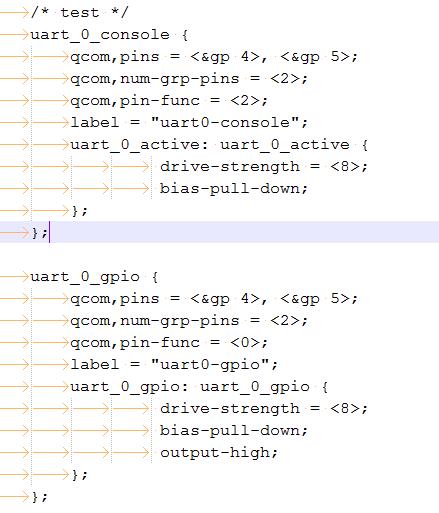 /* test */
uart_0_console {
qcom,pins = <&gp 4>, <&gp 5>;
qcom,num-grp-pins = <2>;
qcom,pin-func = <2>;
label = "uart0-console";
uart_0_active: uart_0_active {
drive-strength = <8>;
bias-pull-down;
};
};
uart_0_gpio {
qcom,pins = <&gp 4>, <&gp 5>;
qcom,num-grp-pins = <2>;
qcom,pin-func = <0>;
label = "uart0-gpio";
uart_0_gpio: uart_0_gpio {
drive-strength = <8>;
bias-pull-down;
output-high;
};
};